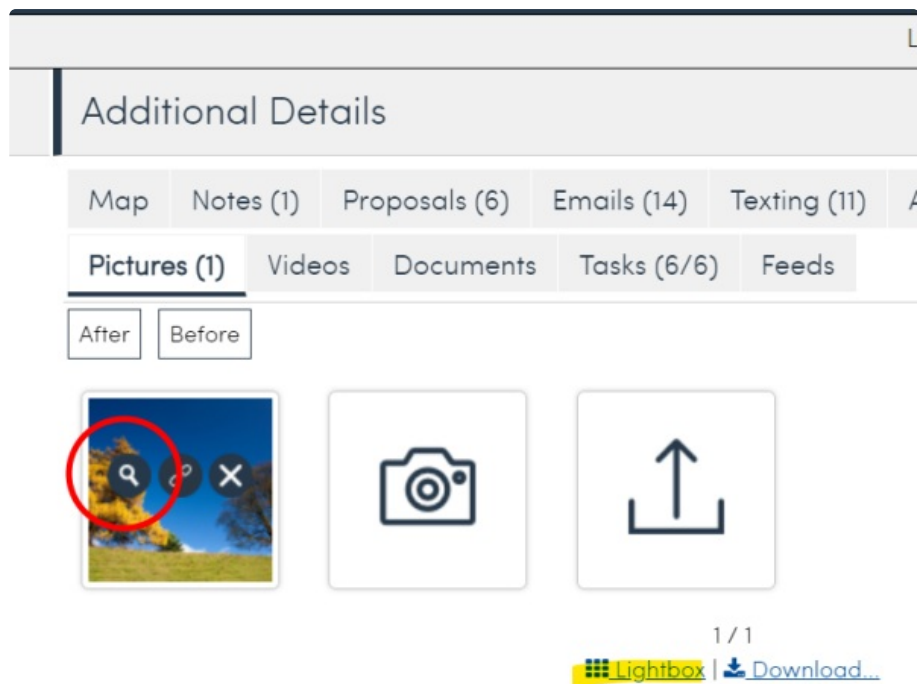 Additional Details
Map Notes (1) Proposals (6) Emails (14) Texting (11)
Pictures (1) Videos Documents Tasks (6/6) Feeds
After Before
1 / 1
Lightbox | Download...